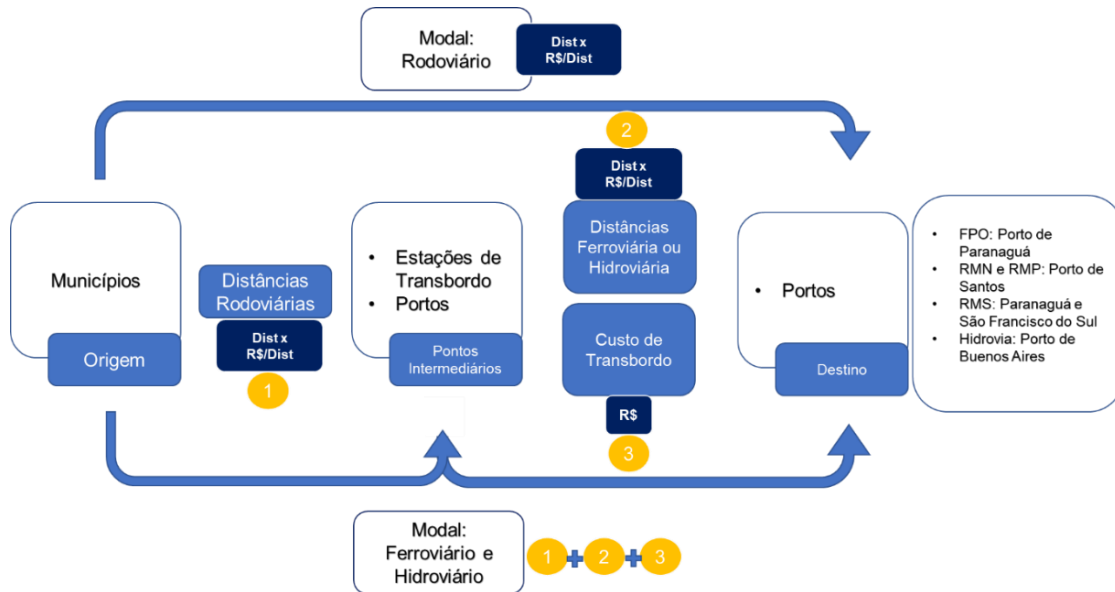 Modal:
Rodoviário
Dist x
R$/Dist
2
Dist x
R$/Dist
Municípios
Origem
Distâncias
Rodoviárias
Dist x
R$/Dist
1
• Estações de
Transbordo
• Portos
Pontos
Intermediários
Distâncias
Ferroviária ou
Hidroviária
Custo de
Transbordo
R$
3
• Portos
Destino
• FPO: Porto de
Paranaguá
• RMN e RMP: Porto de
Santos
• RMS: Paranaguá e
São Francisco do Sul
• Hidrovia: Porto de
Buenos Aires
Modal:
Ferroviário e
Hidroviário
1 + 2 + 3